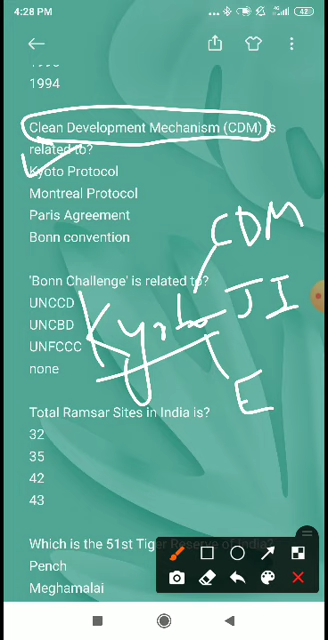 4:28 PM
42
1994
Clean Development Mechanism (CDM) is
related to?
Kyoto Protocol
Montreal Protocol
Paris Agreement
Bonn convention
CDM
'Bonn Challenge' is related to?
UNCCD
UNCBD
UNFCCC
none
Kyoto JI
E
Total Ramsar Sites in India is?
32
35
42
43
Which is the 51st Tiger Reserve of India?
Pench
Meghamalai